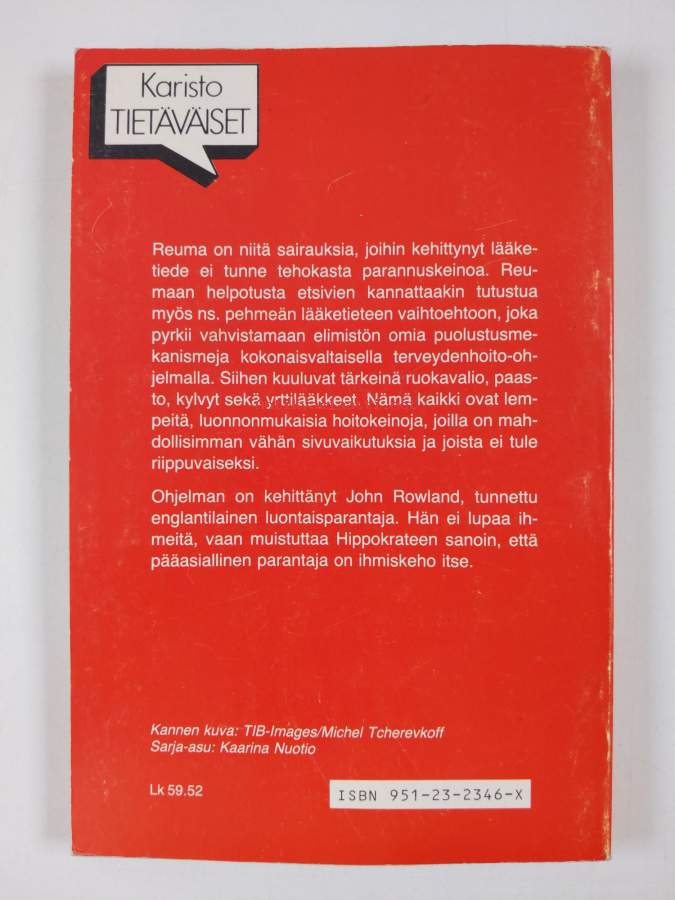 Karisto
TIETÄVÄISET
Reuma on niitä sairauksia, joihin kehittynyt lääke-
tiede ei tunne tehokasta parannuskeinoa. Reu-
maan helpotusta etsivien kannattaakin tutustua
myös ns. pehmeän lääketieteen vaihtoehtoon, joka
pyrkii vahvistamaan elimistön omia puolustusme-
kanismeja kokonaisvaltaisella terveydenhoito-oh-
jelmalla. Siihen kuuluvat tärkeinä ruokavalio, paas-
to, kylvyt sekä yrttilääkkeet. Nämä kaikki ovat lem-
peitä, luonnonmukaisia hoitokeinoja, joilla on mah-
dollisimman vähän sivuvaikutuksia ja joista ei tule
riippuvaiseksi.
Ohjelman on kehittänyt John Rowland, tunnettu
englantilainen luontaisparantaja. Hän ei lupaa ih-
meitä, vaan muistuttaa Hippokrateen sanoin, että
pääasiallinen parantaja on ihmiskeho itse.
Kannen kuva: TIB-Images/Michel Tcherevkoff
Sarja-asu: Kaarina Nuotio
Lk 59.52
ISBN 951-23-2346-X